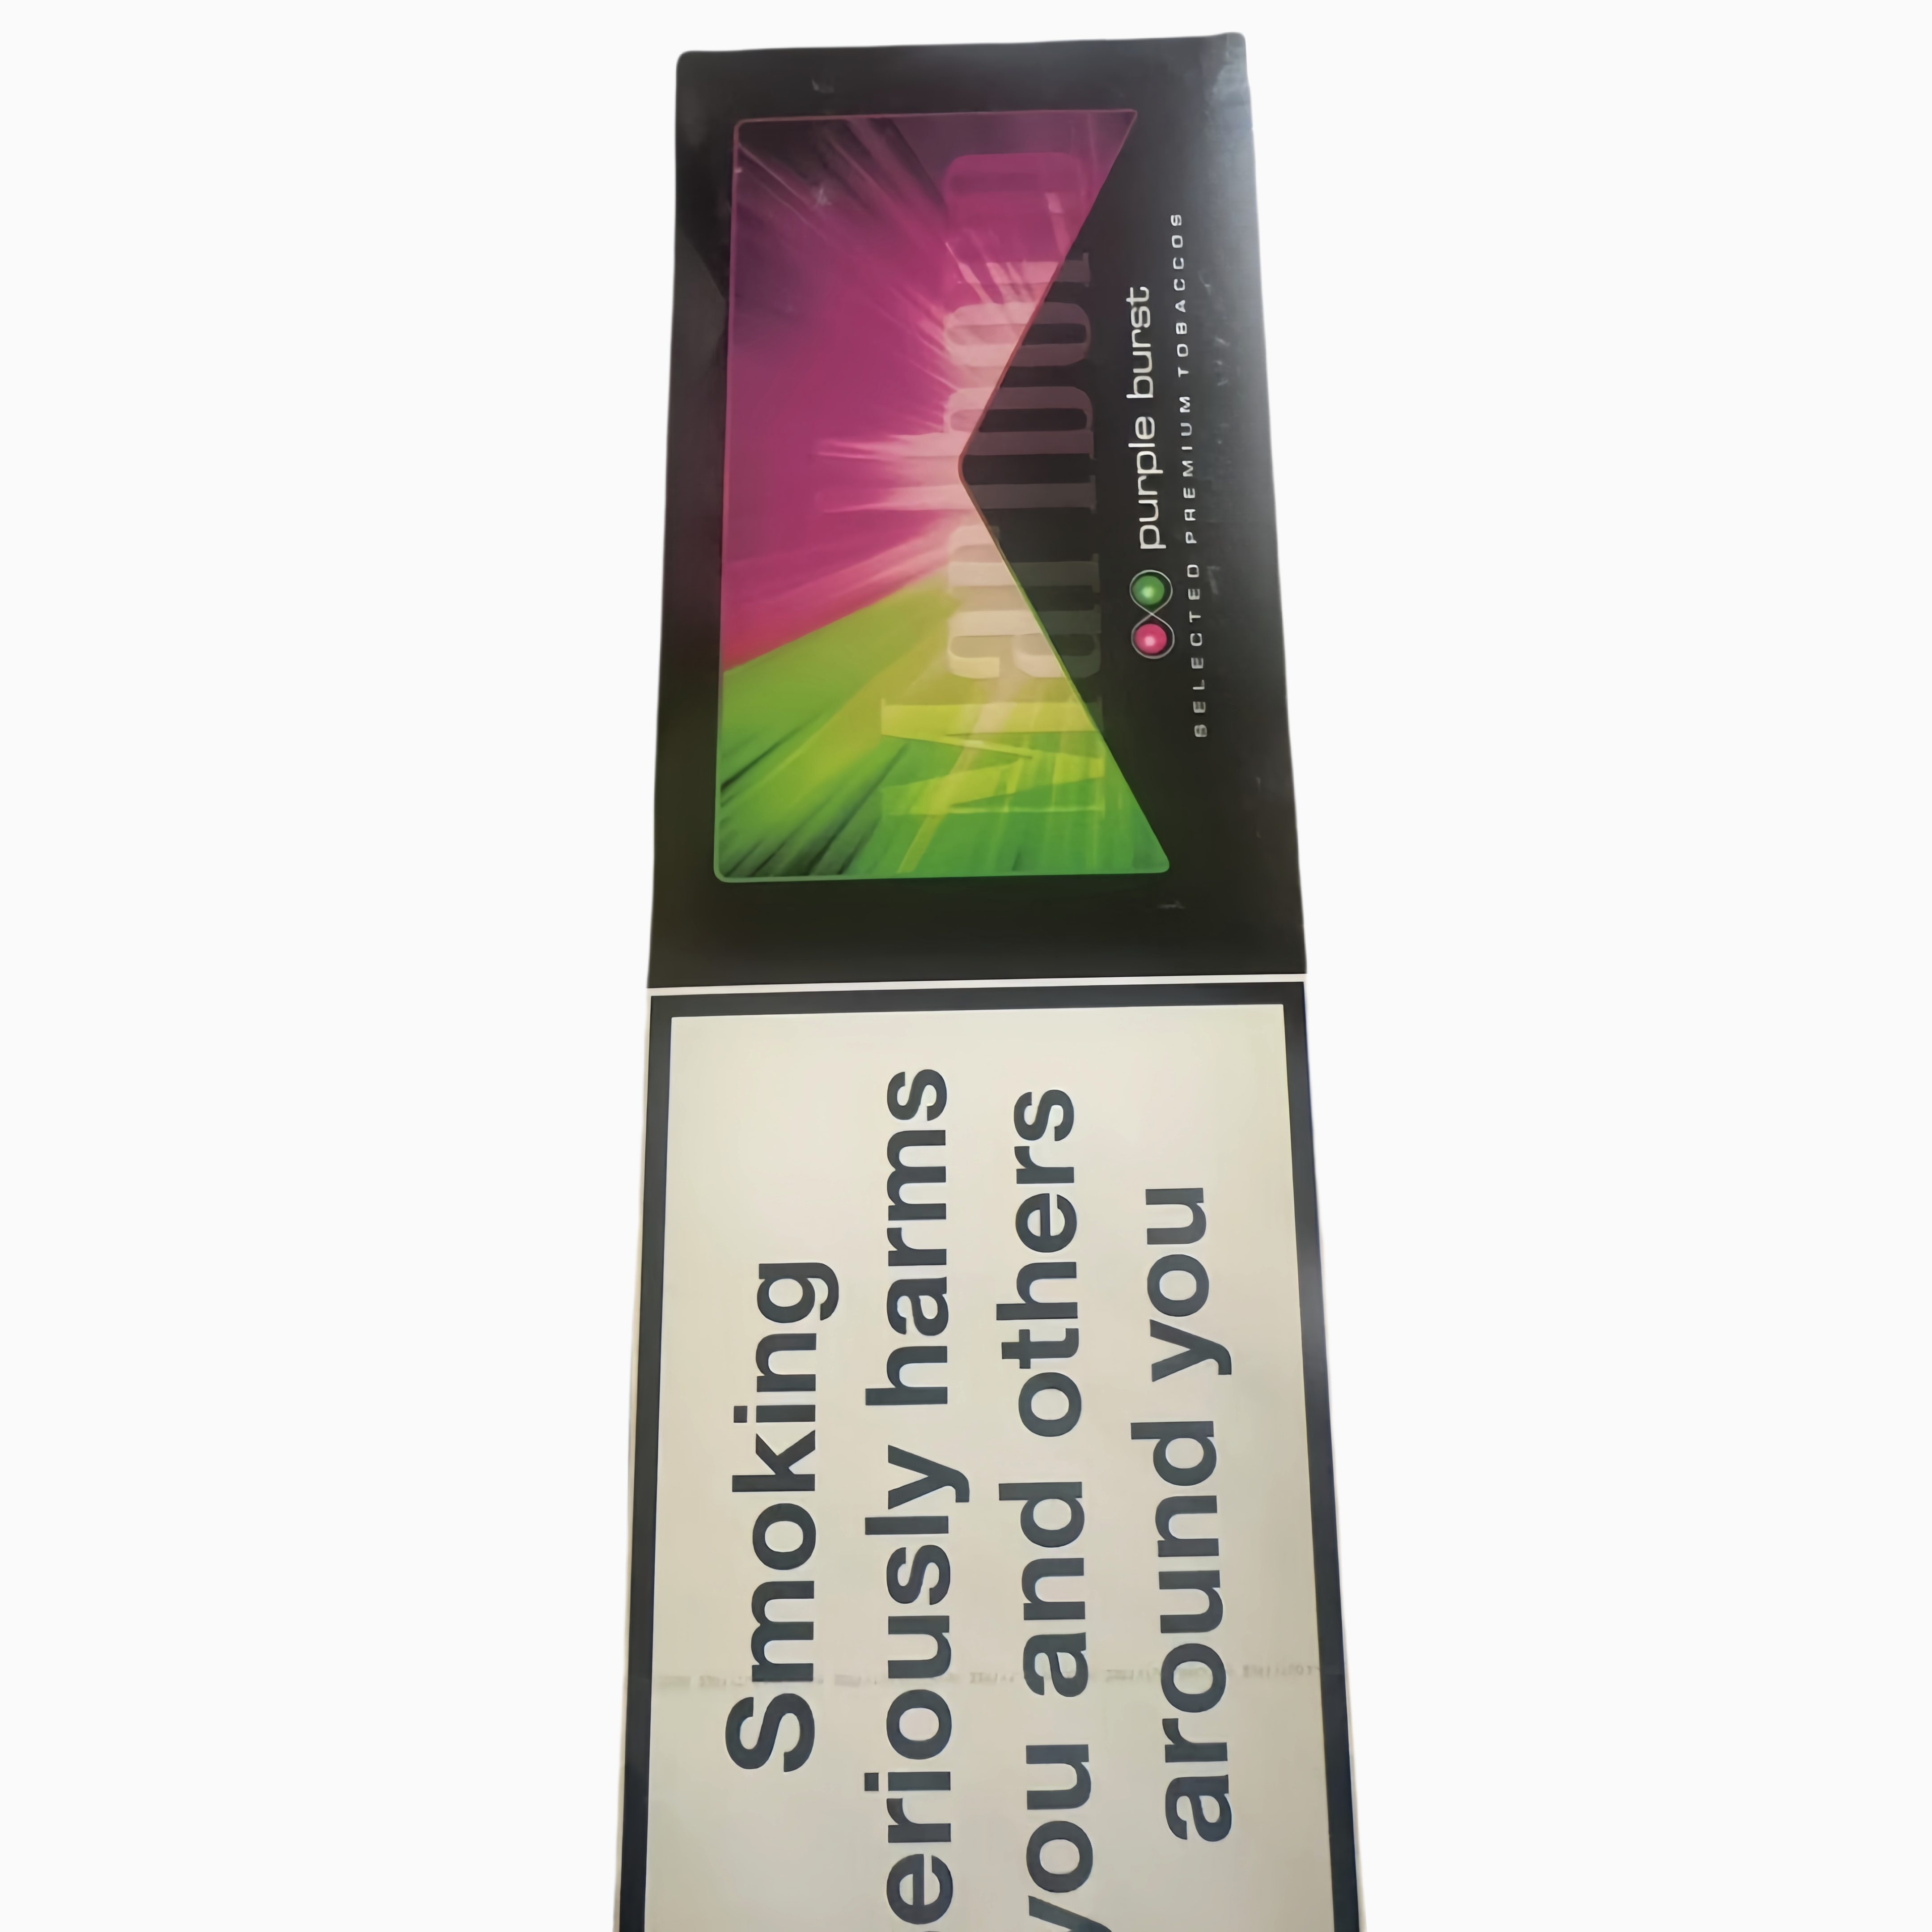 Marlboro
purple burst
SELECTED PREMIUM TOBACCOS
Smoking
eriously harms
you and others
around you